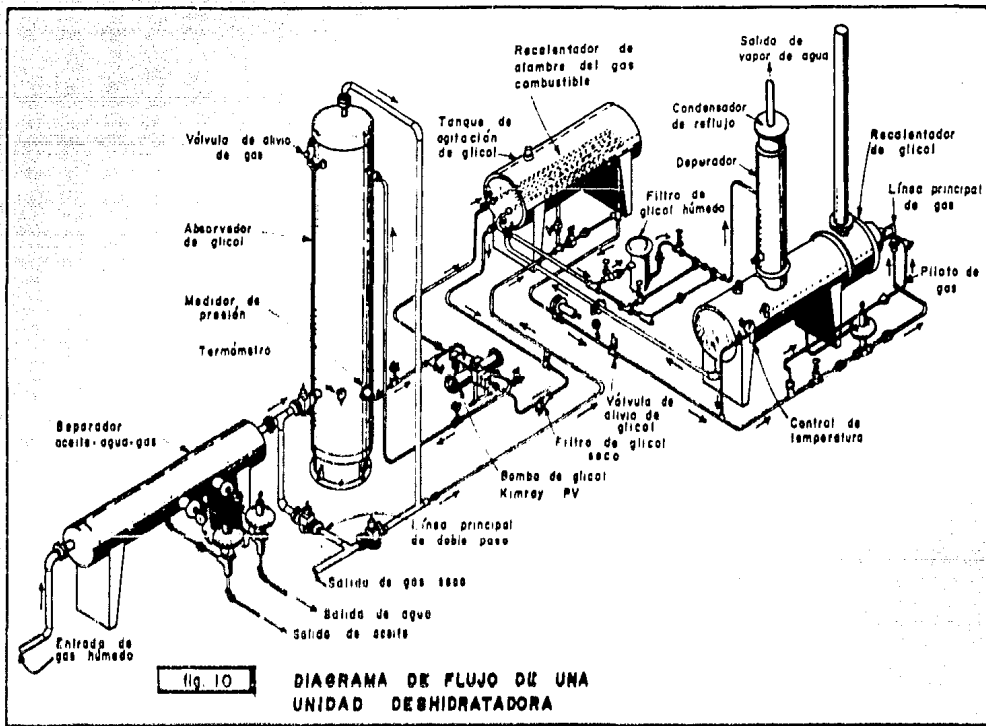 Salida de
vapor de agua
Recalentador de
alambre del gas
combustible
Condensador
de reflujo
Tanque de
agitación
de glicol
Recalentador
de glicol
Válvula de alivio
de gas
Depurador
Filtro de
glicol húmedo
Línea principal
de gas
Absorvador
de glicol
Piloto de
gas
Medidor de
presión
Termómetro
Válvula de
alivio de
glicol
Central de
temperatura
Separador
aceite-agua-gas
Filtro de glicol
seco
Bomba de glicol
Kimray PV
Línea principal
de doble paso
Salida de gas seco
Salida de agua
Salida de aceite
Entrada de
gas húmedo
fig. 10
DIAGRAMA DE FLUJO DE UNA
UNIDAD DESHIDRATADORA